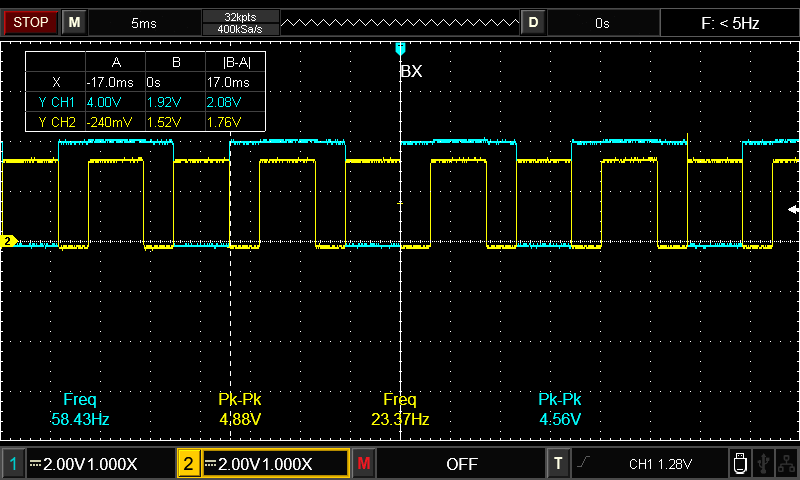 STOP M 5ms 32kpts D 0s F: < 5Hz
400kSa/s
A B |B-A|
X -17.0ms 0s 17.0ms
Y CH1 4.00V 1.92V 2.08V
Y CH2 -240mV 1.52V 1.76V
BX
2
Freq Pk-Pk Freq Pk-Pk
58.43Hz 4.88V 23.37Hz 4.56V
1 2.00V 1.000X 2 2.00V 1.000X M OFF T CH1 1.28V